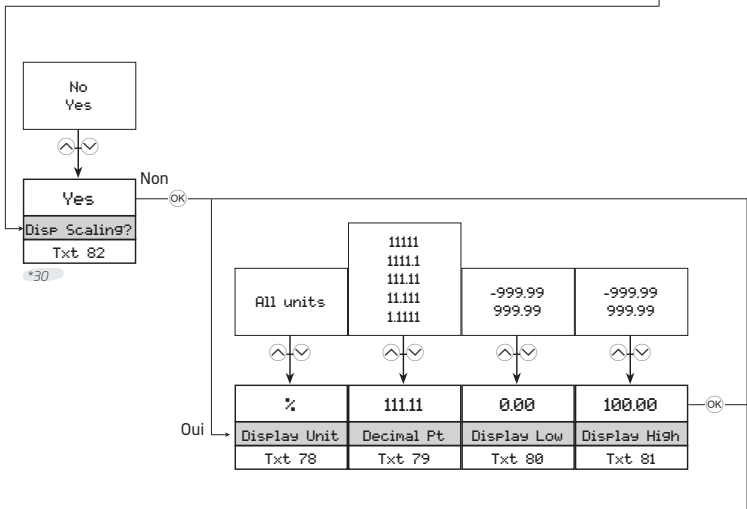 No
Yes
Non
OK
Yes
Disp Scaling?
Txt 82
*30
All units
11111
1111.1
111.11
11.111
1.1111
-999.99
999.99
-999.99
999.99
Oui
% 111.11 0.00 100.00 OK
Display Unit Decimal Pt Display Low Display High
Txt 78 Txt 79 Txt 80 Txt 81